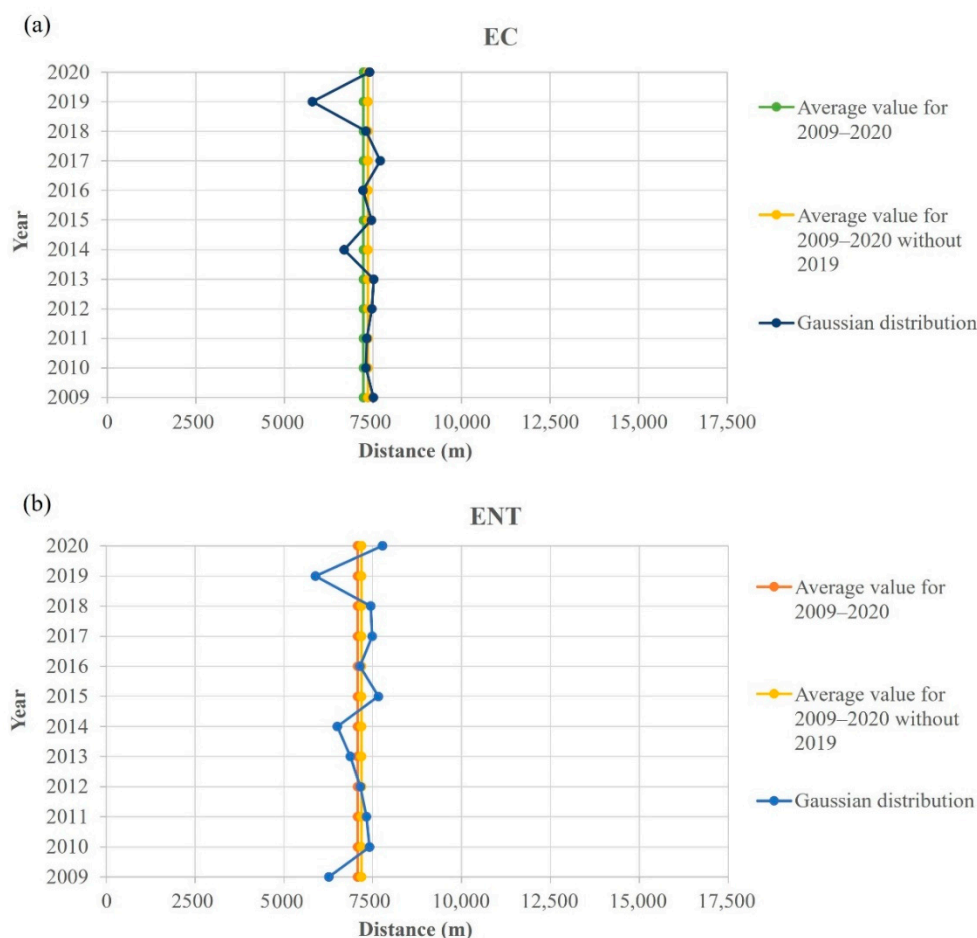 (a)
EC
2020
2019
2018
2017
2016
2015
2014
2013
2012
2011
2010
2009
Year
0 2500 5000 7500 10,000 12,500 15,000 17,500
Distance (m)
Average value for
2009–2020
Average value for
2009–2020 without
2019
Gaussian distribution
(b)
ENT
2020
2019
2018
2017
2016
2015
2014
2013
2012
2011
2010
2009
Year
0 2500 5000 7500 10,000 12,500 15,000 17,500
Distance (m)
Average value for
2009–2020
Average value for
2009–2020 without
2019
Gaussian distribution